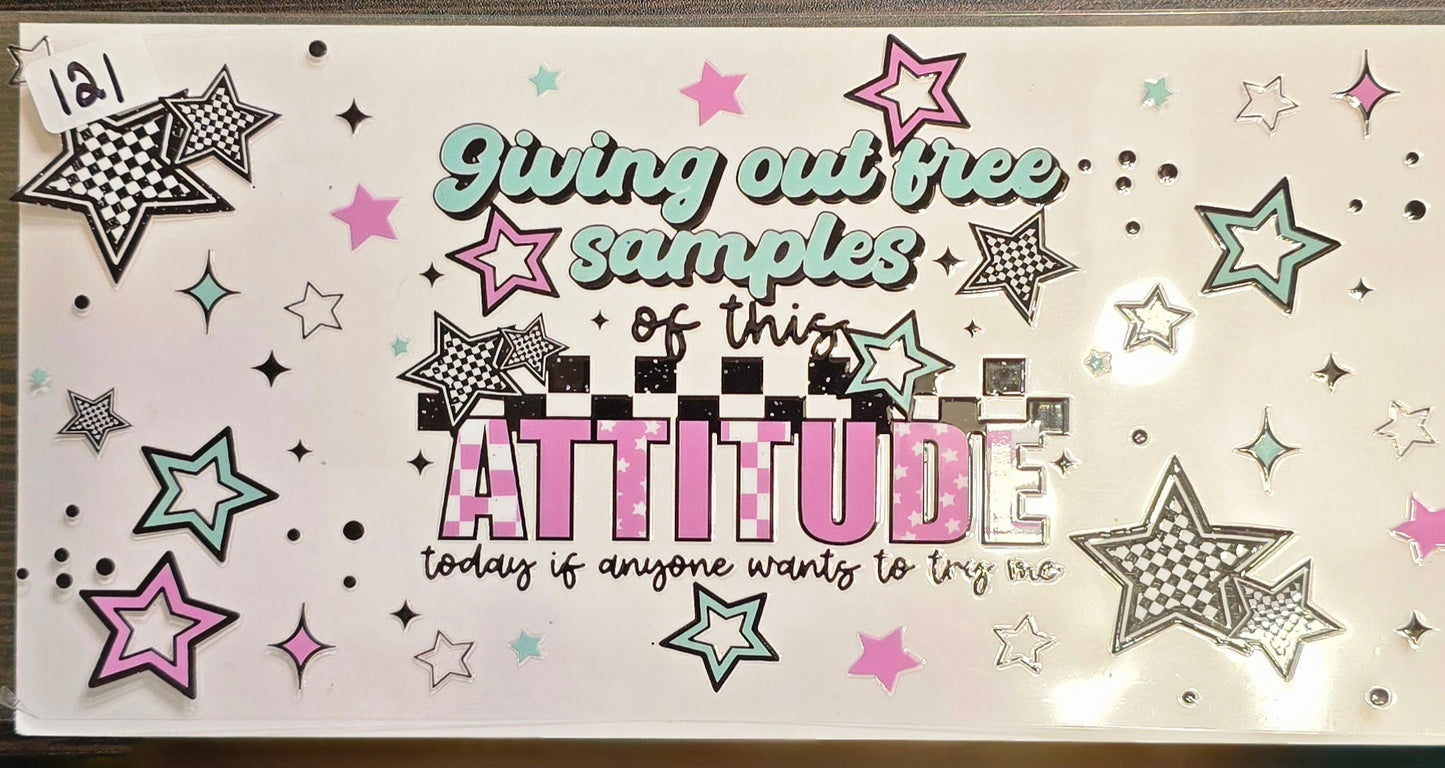 121
Giving out free
samples
of this
ATTITUDE
today if anyone wants to try me